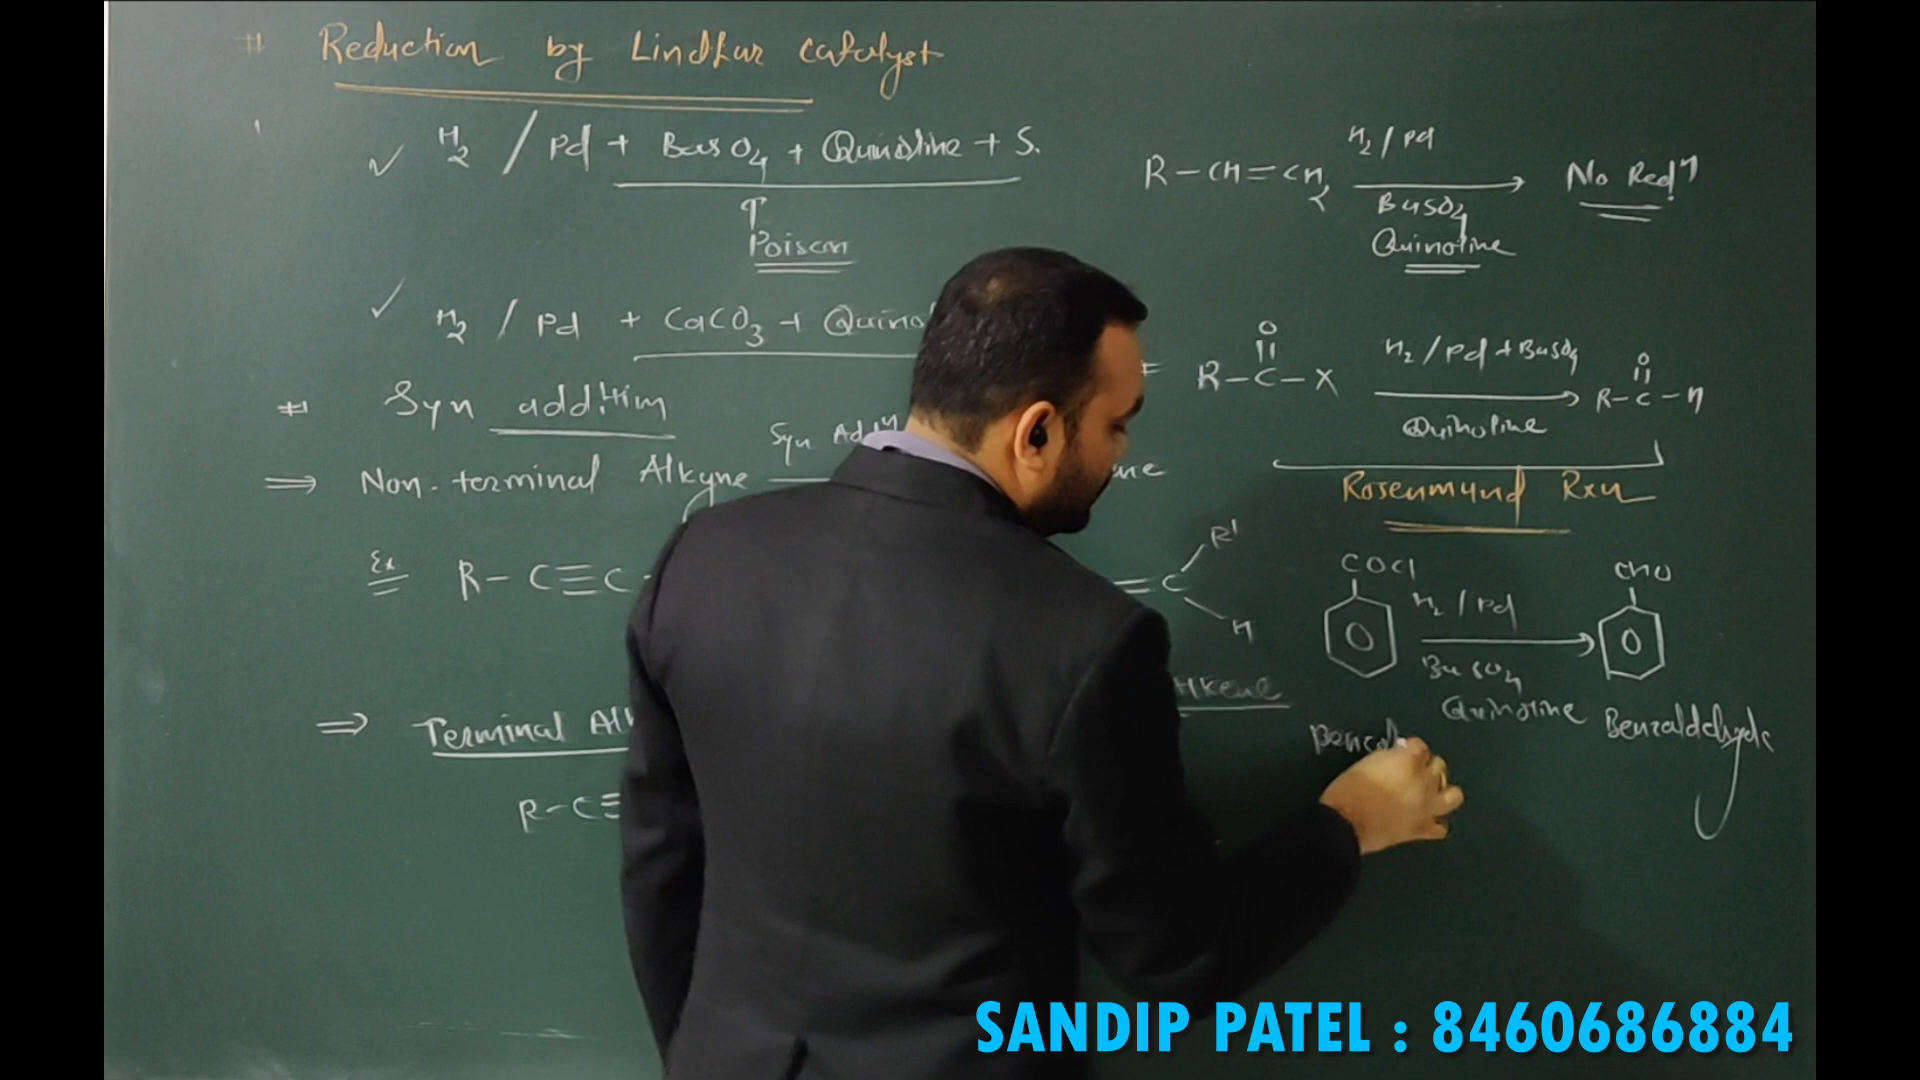 # Reduction by Lindlar catalyst
✓ H2 / Pd + BaSO4 + Quinoline + S.
↑
Poison
✓ H2 / Pd + CaCO3 + Quino
# Syn addition
Syn Add
⇒ Non-terminal Alkyne
Ex R-C≡C-
=C
R'
H
Alkene
⇒ Terminal Alk
R-C≡
R-CH=CH2
H2/Pd
BaSO4
Quinoline
No Redn
O
R-C-X
H2/Pd+BaSO4
Quinoline
O
R-C-H
Rosenmund Rxn
COCl
H2/Pd
BaSO4
Quinoline
CHO
Benzaldehyde
SANDIP PATEL : 8460686884